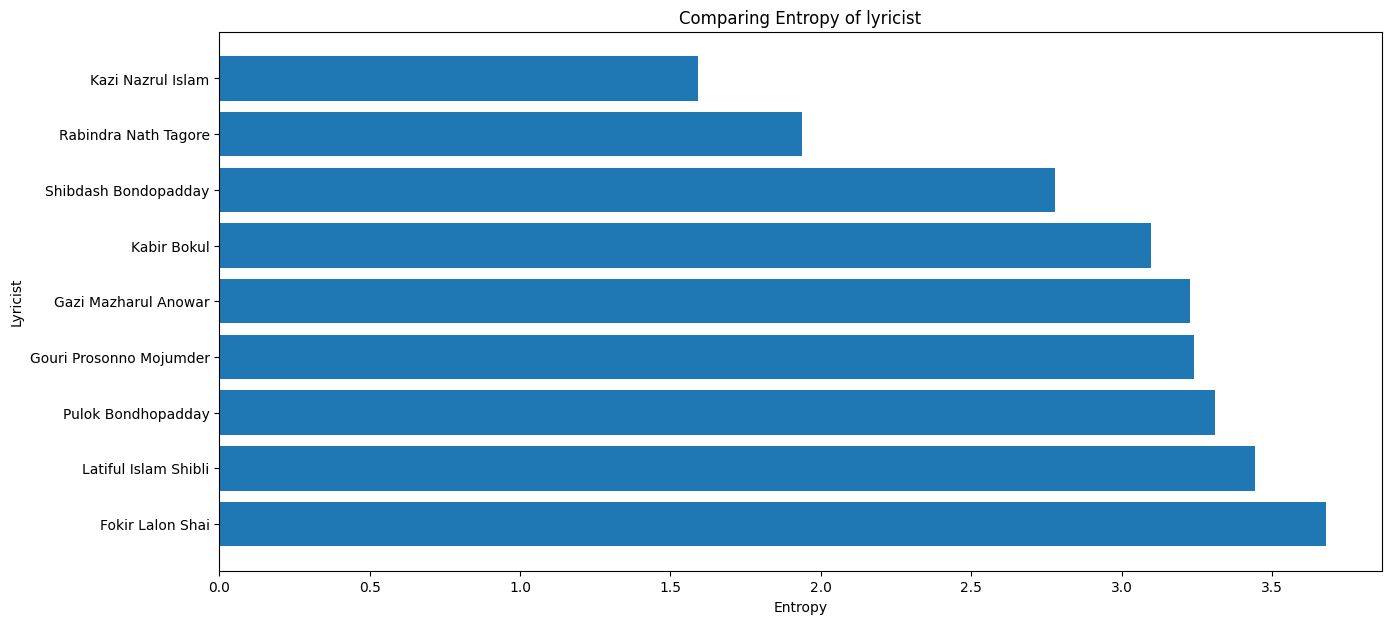 Comparing Entropy of lyricist
Kazi Nazrul Islam
Rabindra Nath Tagore
Shibdash Bondopadday
Kabir Bokul
Gazi Mazharul Anowar
Gouri Prosonno Mojumder
Pulok Bondhopadday
Latiful Islam Shibli
Fokir Lalon Shai
Lyricist
0.0 0.5 1.0 1.5 2.0 2.5 3.0 3.5
Entropy